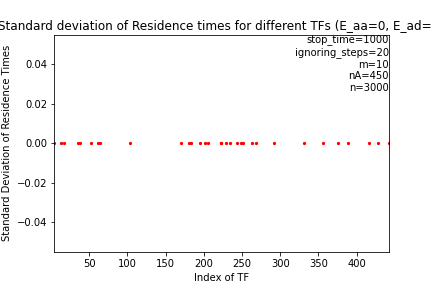 Standard deviation of Residence times for different TFs (E_aa=0, E_ad=
stop_time=1000
ignoring_steps=20
m=10
nA=450
n=3000
Standard Deviation of Residence Times
0.04
0.02
0.00
−0.02
−0.04
50 100 150 200 250 300 350 400
Index of TF